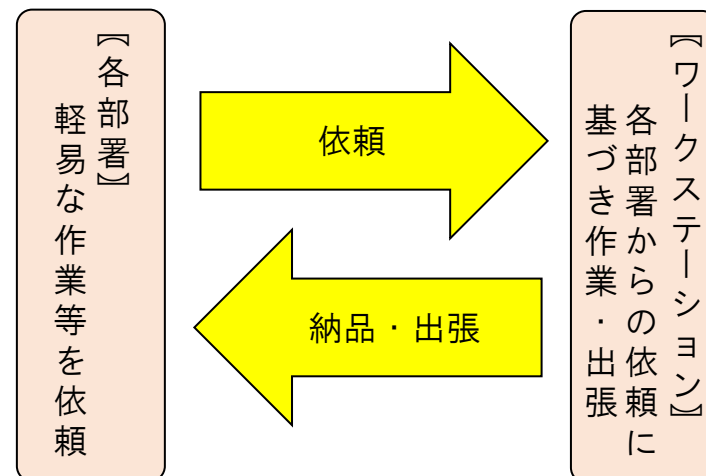 【各部署】
軽易な作業等を依頼
依頼
納品・出張
【ワークステーション】
各部署からの依頼に
基づき作業・出張